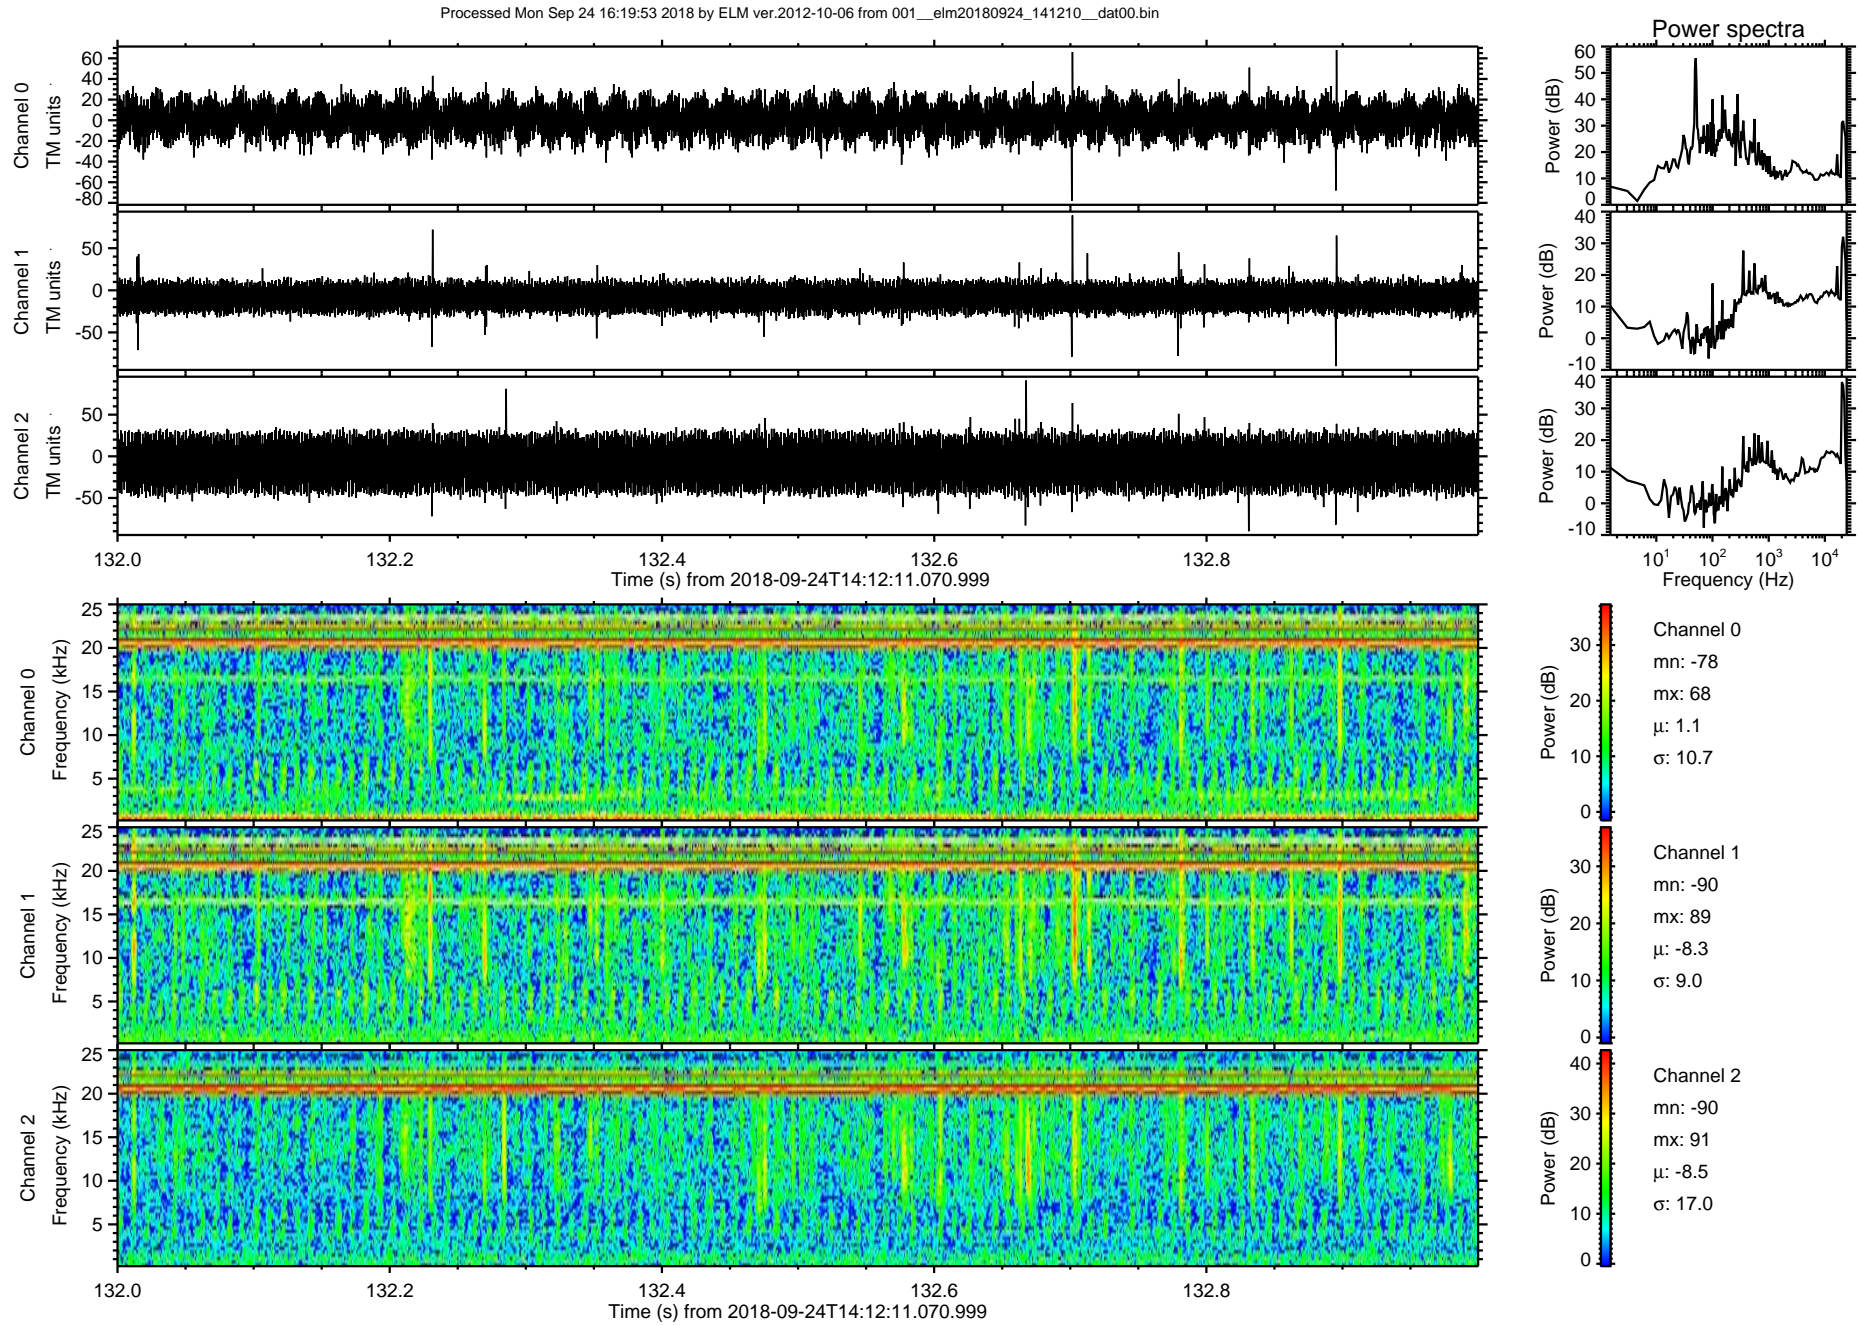 Processed Mon Sep 24 16:19:53 2018 by ELM ver.2012-10-06 from 001__elm20180924_141210__dat00.bin
Power spectra
Channel 0
TM units
60
40
20
0
-20
-40
-60
-80
Power (dB)
60
50
40
30
20
10
0
Channel 1
TM units
50
0
-50
Power (dB)
40
30
20
10
0
-10
Channel 2
TM units
50
0
-50
Power (dB)
40
30
20
10
0
-10
132.0 132.2 132.4 132.6 132.8
Time (s) from 2018-09-24T14:12:11.070.999
10¹ 10² 10³ 10⁴
Frequency (Hz)
Channel 0
Frequency (kHz)
25
20
15
10
5
Power (dB)
30
20
10
0
Channel 0
mn: -78
mx: 68
μ: 1.1
σ: 10.7
Channel 1
Frequency (kHz)
25
20
15
10
5
Power (dB)
30
20
10
0
Channel 1
mn: -90
mx: 89
μ: -8.3
σ: 9.0
Channel 2
Frequency (kHz)
25
20
15
10
5
Power (dB)
40
30
20
10
0
Channel 2
mn: -90
mx: 91
μ: -8.5
σ: 17.0
132.0 132.2 132.4 132.6 132.8
Time (s) from 2018-09-24T14:12:11.070.999